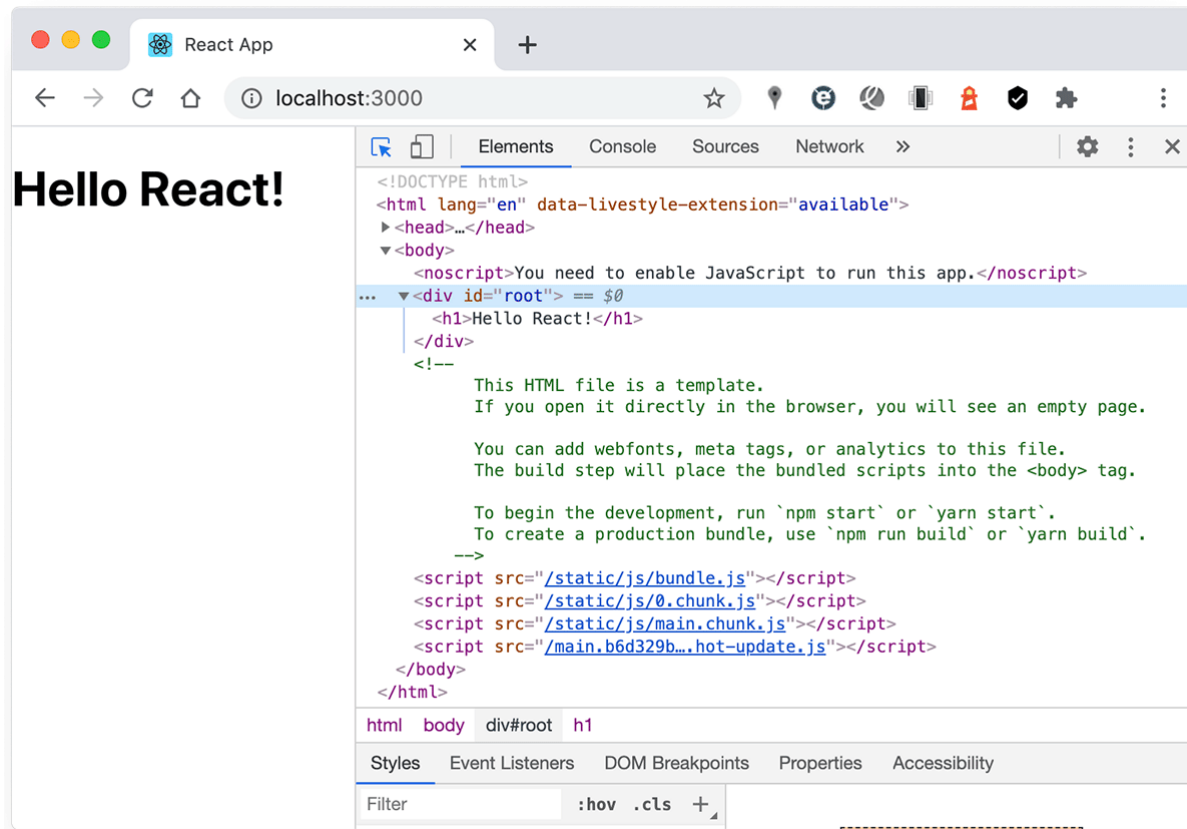 React App
localhost:3000
Hello React!
Elements Console Sources Network »
<!DOCTYPE html>
<html lang="en" data-livestyle-extension="available">
<head>…</head>
<body>
<noscript>You need to enable JavaScript to run this app.</noscript>
<div id="root"> == $0
<h1>Hello React!</h1>
</div>
<!--
This HTML file is a template.
If you open it directly in the browser, you will see an empty page.
You can add webfonts, meta tags, or analytics to this file.
The build step will place the bundled scripts into the <body> tag.
To begin the development, run `npm start` or `yarn start`.
To create a production bundle, use `npm run build` or `yarn build`.
-->
<script src="/static/js/bundle.js"></script>
<script src="/static/js/0.chunk.js"></script>
<script src="/static/js/main.chunk.js"></script>
<script src="/main.b6d329b….hot-update.js"></script>
</body>
</html>
html body div#root h1
Styles Event Listeners DOM Breakpoints Properties Accessibility
Filter :hov .cls +